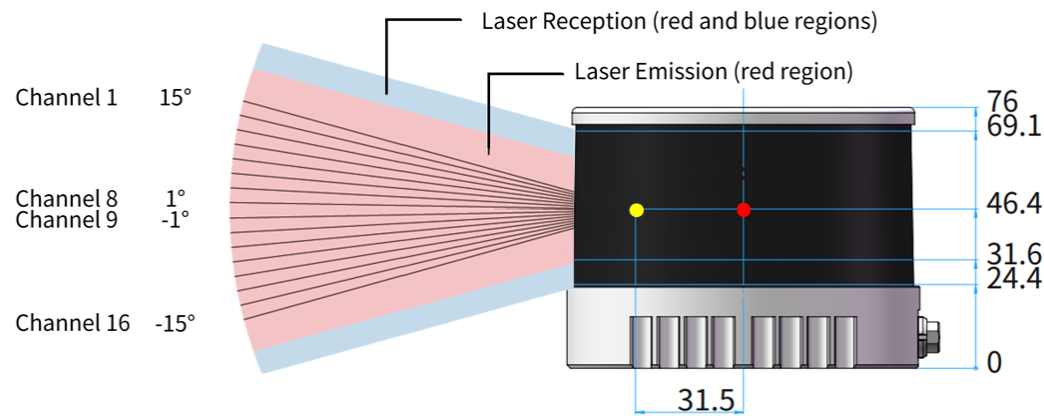 Laser Reception (red and blue regions)
Laser Emission (red region)
Channel 1 15°
Channel 8 1°
Channel 9 -1°
Channel 16 -15°
76
69.1
46.4
31.6
24.4
0
31.5